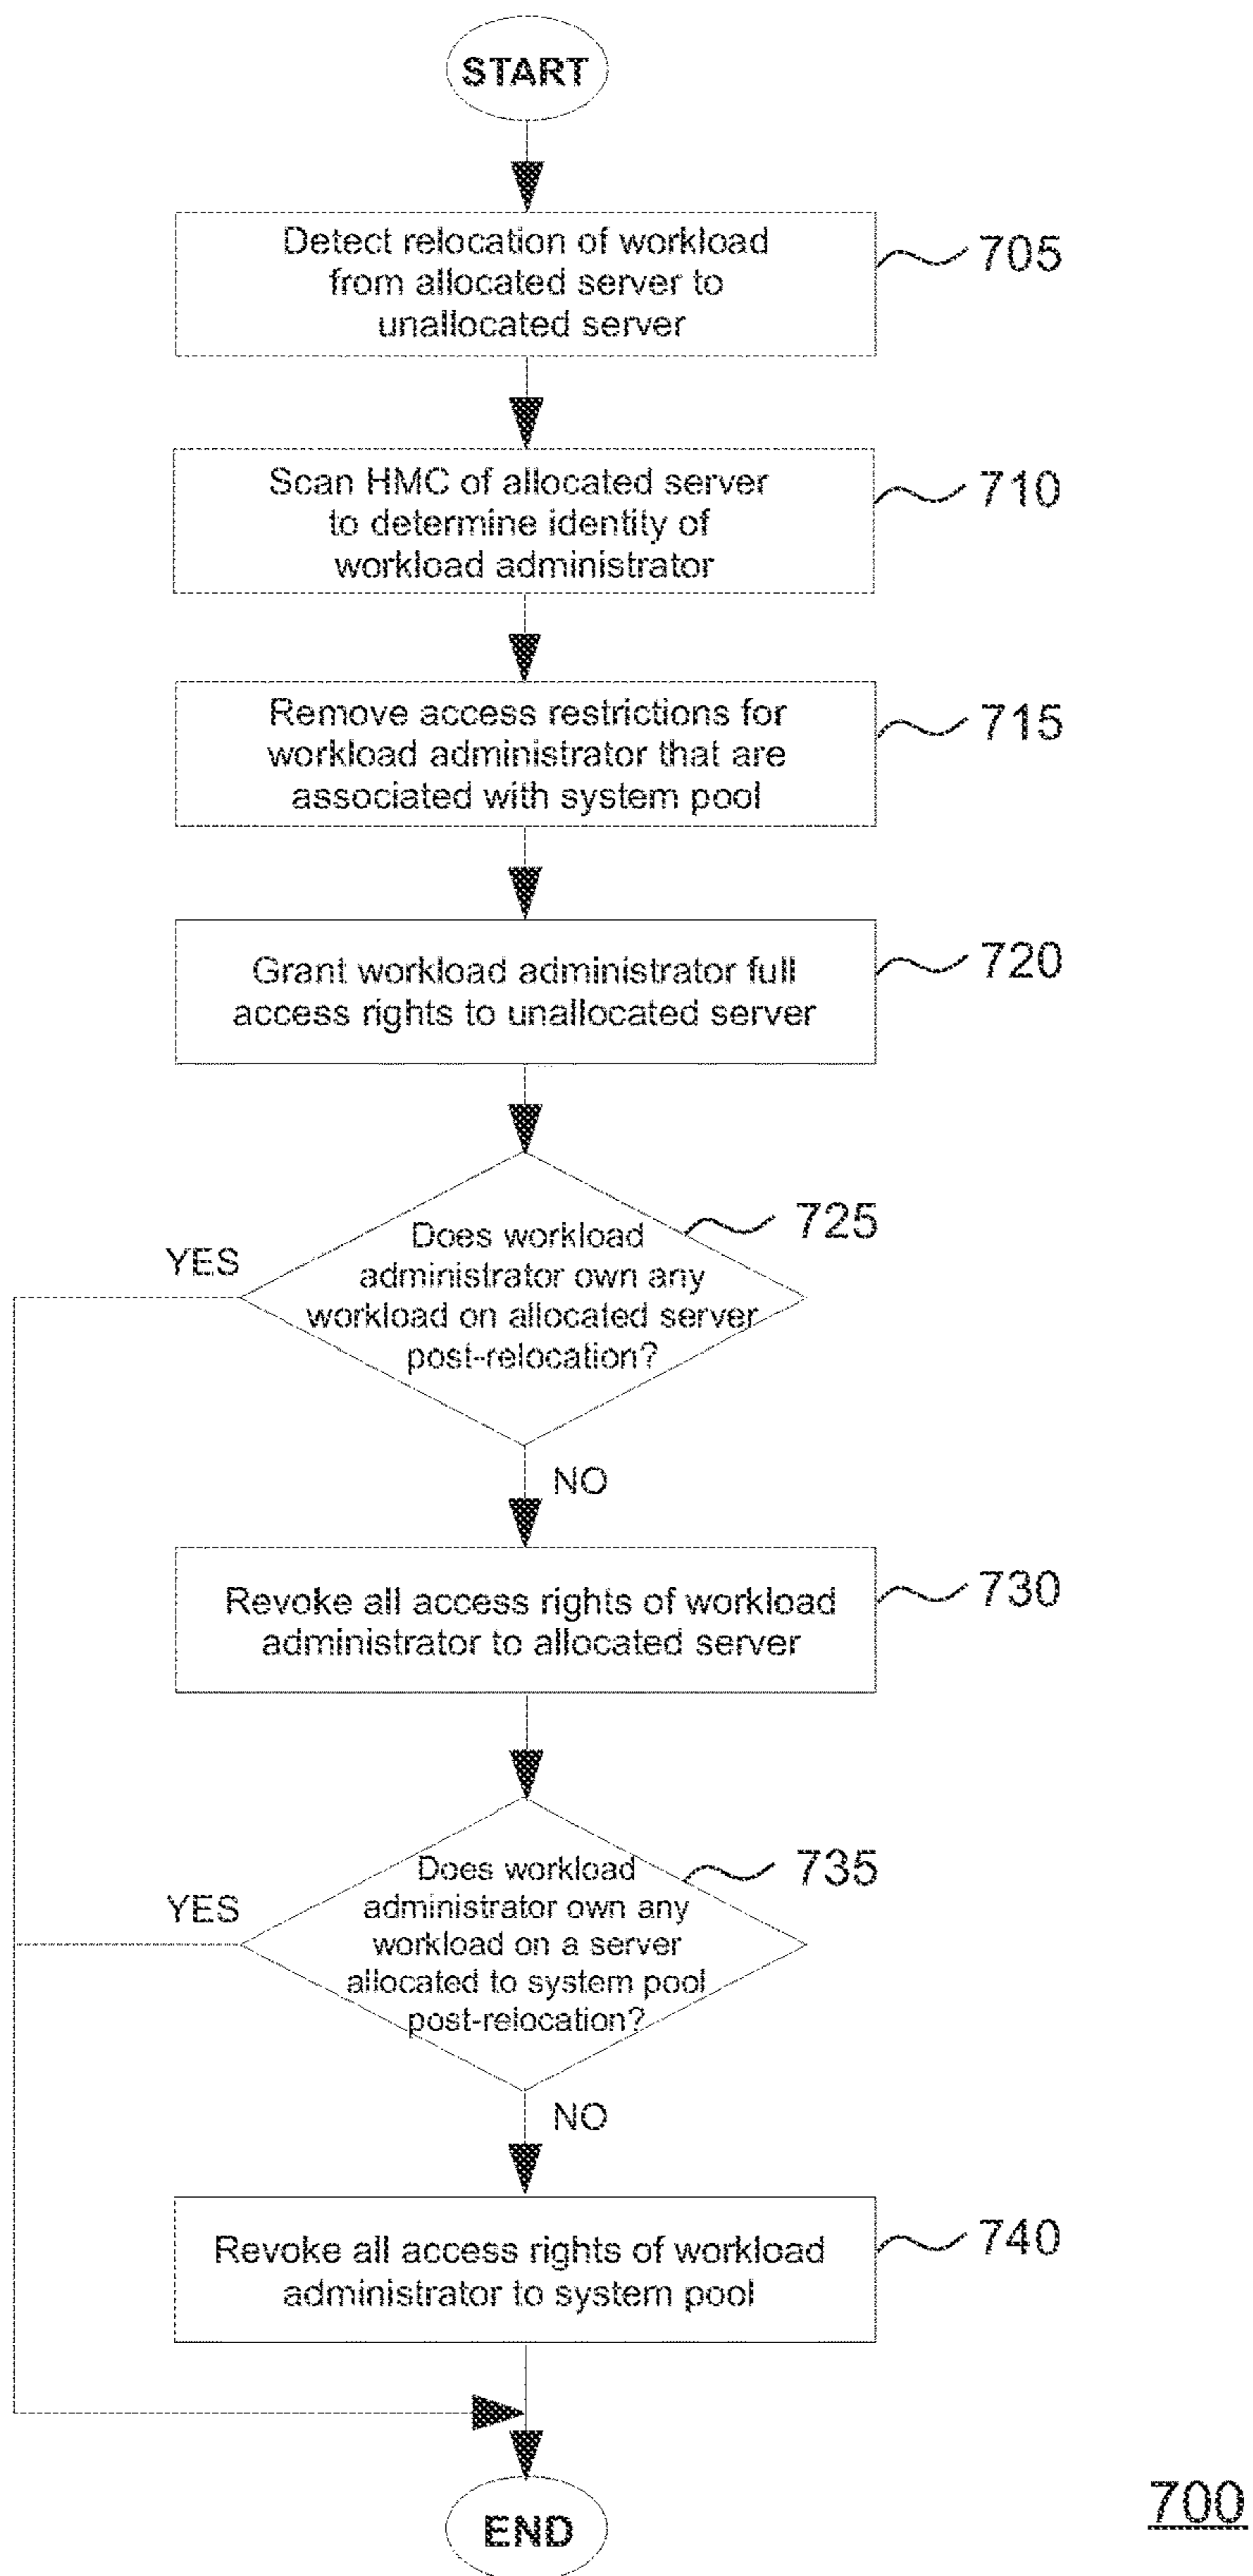 START
Detect relocation of workload
from allocated server to
unallocated server
705
Scan HMC of allocated server
to determine identity of
workload administrator
710
Remove access restrictions for
workload administrator that are
associated with system pool
715
Grant workload administrator full
access rights to unallocated server
720
Does workload
administrator own any
workload on allocated server
post-relocation?
725
YES
NO
Revoke all access rights of workload
administrator to allocated server
730
Does workload
administrator own any
workload on a server
allocated to system pool
post-relocation?
735
YES
NO
Revoke all access rights of workload
administrator to system pool
740
END
700